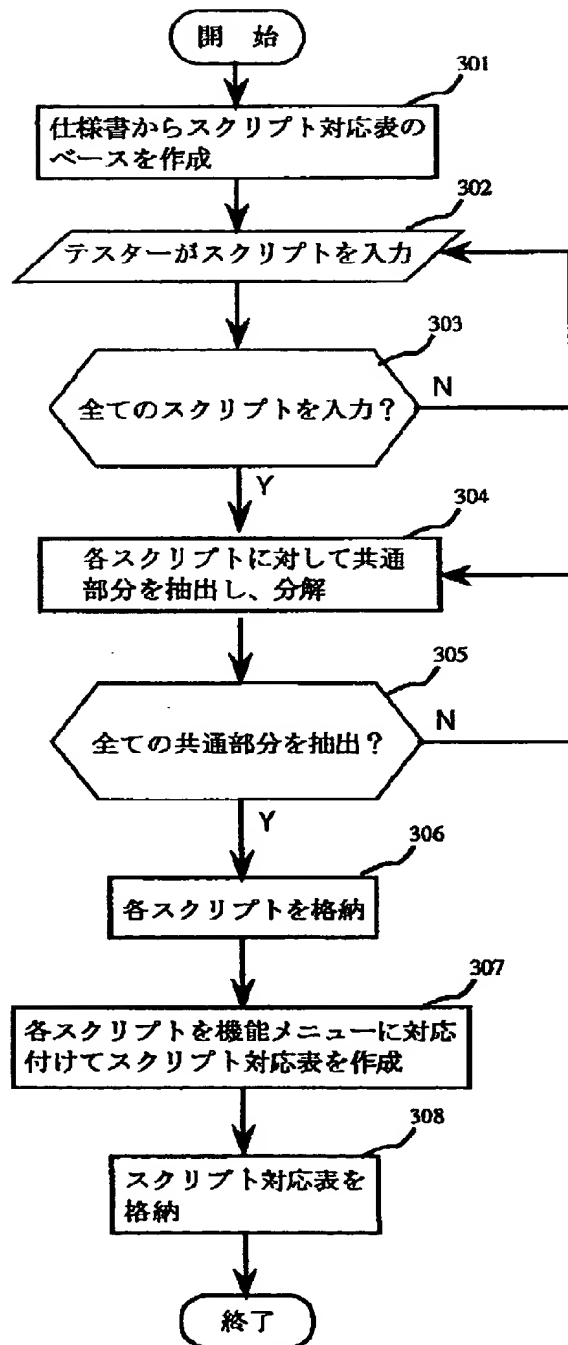 開 始
301
仕様書からスクリプト対応表の
ベースを作成
302
テスターがスクリプトを入力
303
全てのスクリプトを入力?
N
Y
304
各スクリプトに対して共通
部分を抽出し、分解
305
全ての共通部分を抽出?
N
Y
306
各スクリプトを格納
307
各スクリプトを機能メニューに対応
付けてスクリプト対応表を作成
308
スクリプト対応表を
格納
終了